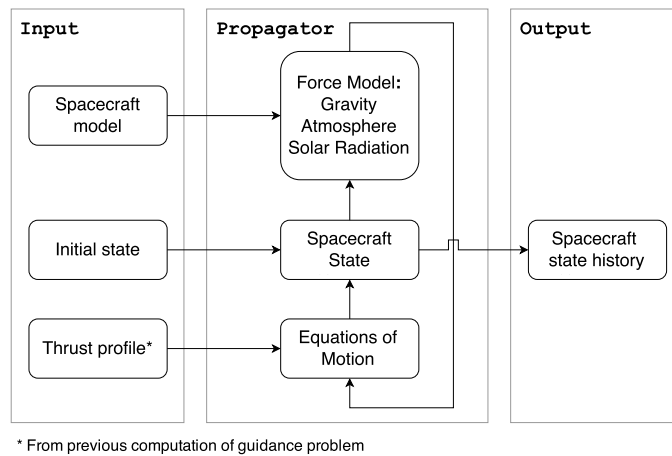 Input
Propagator
Output
Spacecraft
model
Force Model:
Gravity
Atmosphere
Solar Radiation
Initial state
Spacecraft
State
Spacecraft
state history
Thrust profile*
Equations of
Motion
* From previous computation of guidance problem